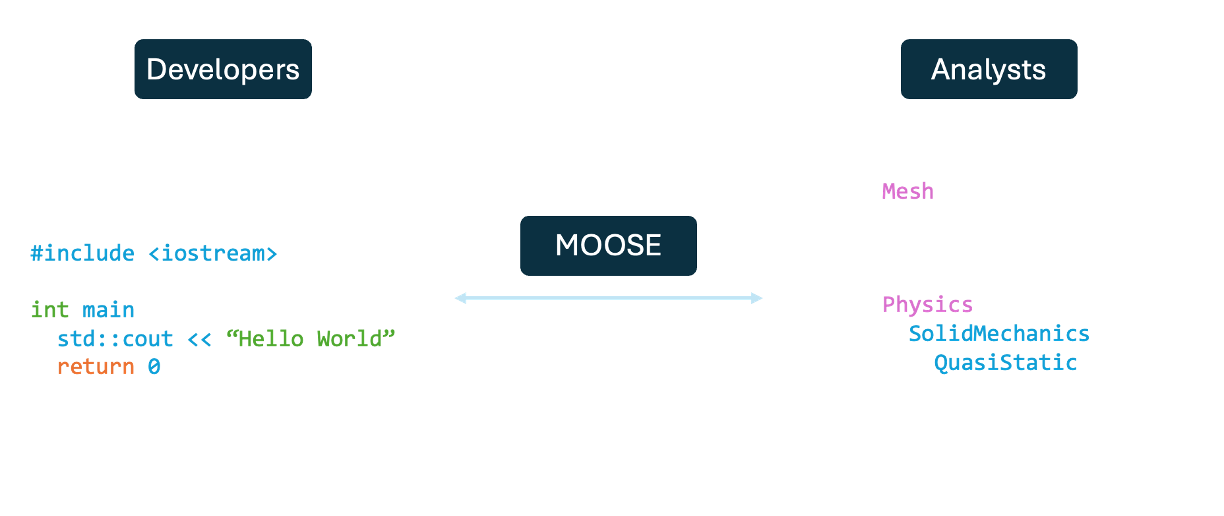 Developers
Analysts
Mesh
MOOSE
#include <iostream>
int main
std::cout << “Hello World”
return 0
Physics
SolidMechanics
QuasiStatic